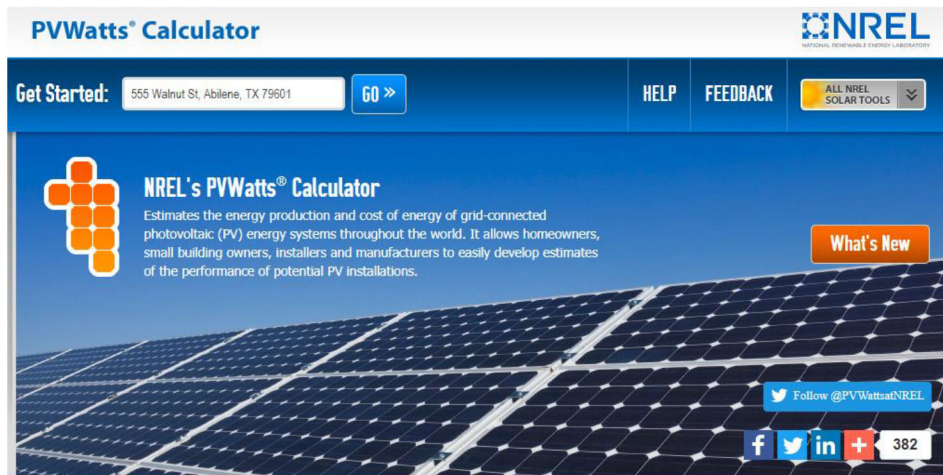 PVWatts® Calculator
NREL
NATIONAL RENEWABLE ENERGY LABORATORY
Get Started:
555 Walnut St, Abilene, TX 79601
GO »
HELP
FEEDBACK
ALL NREL
SOLAR TOOLS
NREL's PVWatts® Calculator
Estimates the energy production and cost of energy of grid-connected
photovoltaic (PV) energy systems throughout the world. It allows homeowners,
small building owners, installers and manufacturers to easily develop estimates
of the performance of potential PV installations.
What's New
Follow @PVWattsatNREL
f
in
+
382